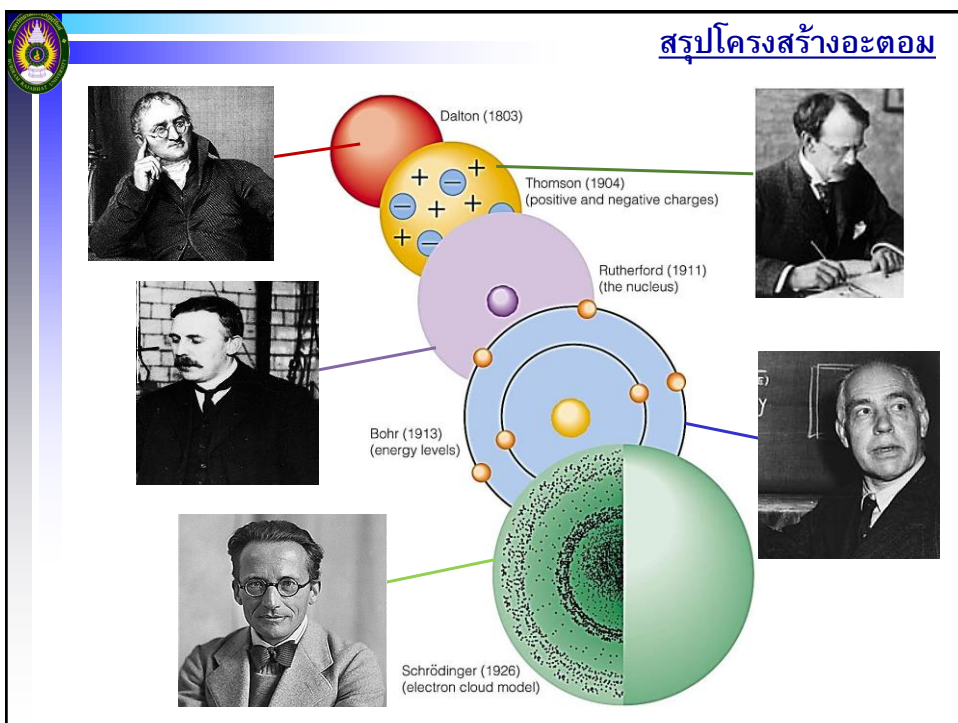 สรุปโครงสร้างอะตอม
Dalton (1803)
Thomson (1904)
(positive and negative charges)
Rutherford (1911)
(the nucleus)
Bohr (1913)
(energy levels)
Schrödinger (1926)
(electron cloud model)